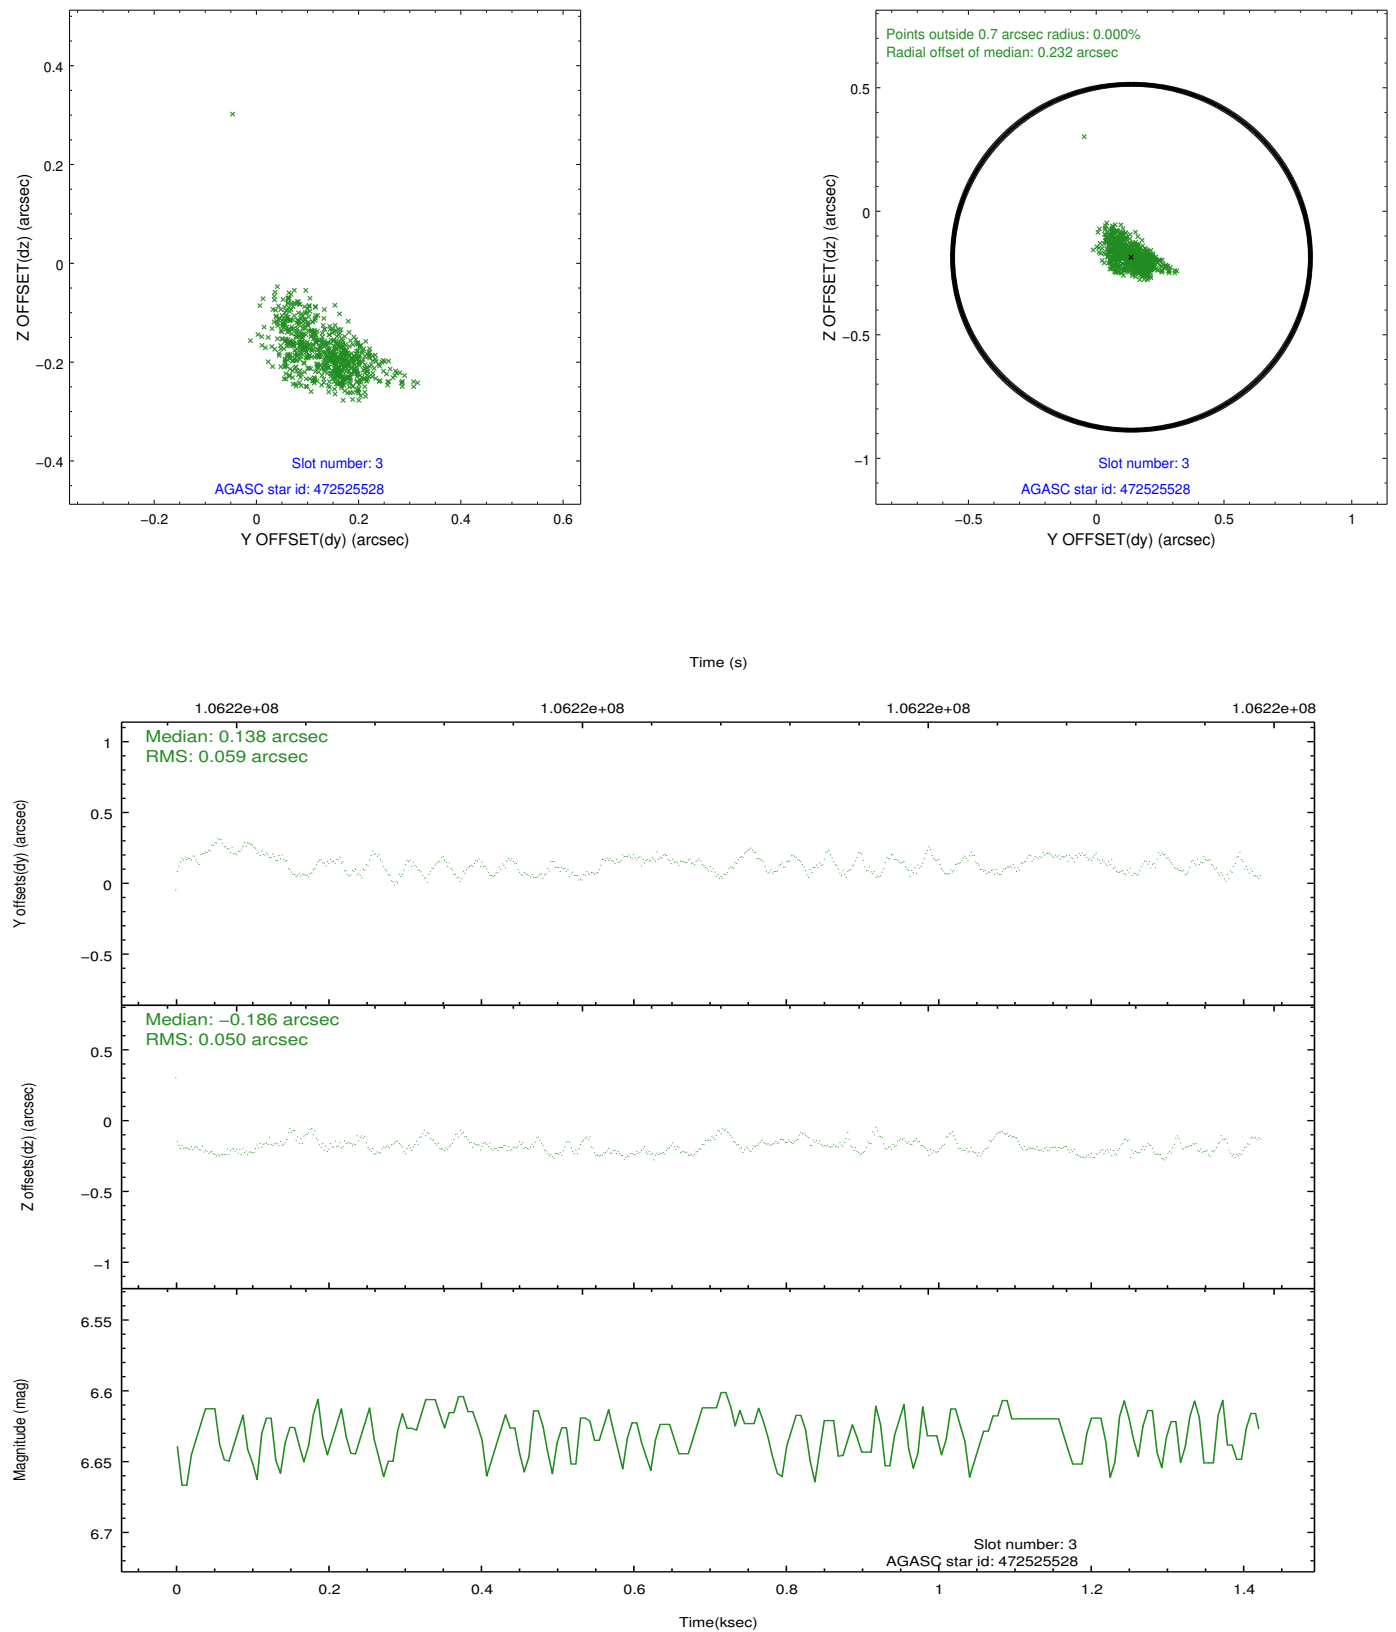 0.4
0.2
0
−0.2
−0.4
Z OFFSET(dz) (arcsec)
Slot number: 3
AGASC star id: 472525528
−0.2 0 0.2 0.4 0.6
Y OFFSET(dy) (arcsec)
Points outside 0.7 arcsec radius: 0.000%
Radial offset of median: 0.232 arcsec
0.5
0
−0.5
−1
Z OFFSET(dz) (arcsec)
Slot number: 3
AGASC star id: 472525528
−0.5 0 0.5 1
Y OFFSET(dy) (arcsec)
Time (s)
1.0622e+08 1.0622e+08 1.0622e+08 1.0622e+08
Median: 0.138 arcsec
RMS: 0.059 arcsec
1
0.5
0
−0.5
Y offsets(dy) (arcsec)
Median: −0.186 arcsec
RMS: 0.050 arcsec
0.5
0
−0.5
−1
Z offsets(dz) (arcsec)
6.55
6.6
6.65
6.7
Magnitude (mag)
Slot number: 3
AGASC star id: 472525528
0 0.2 0.4 0.6 0.8 1 1.2 1.4
Time(ksec)